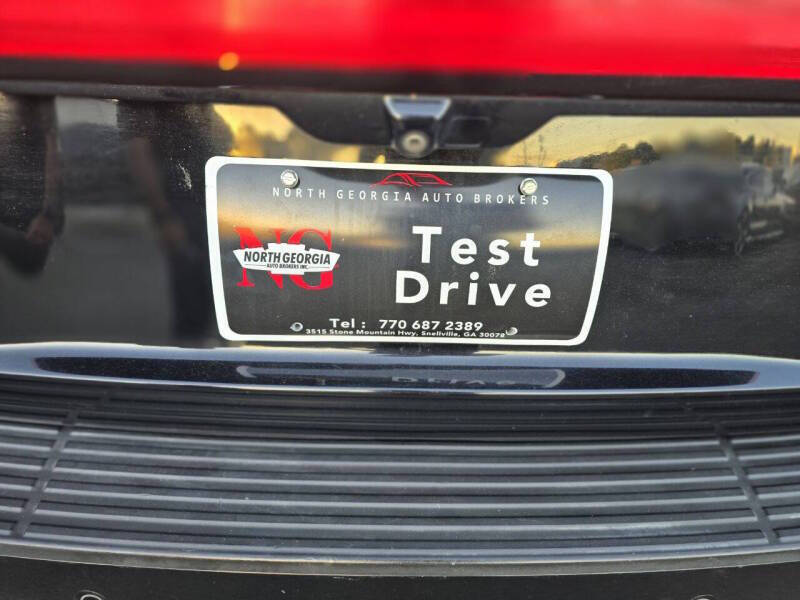 NORTH GEORGIA AUTO BROKERS
NG
NORTH GEORGIA
AUTO BROKERS INC.
Test
Drive
Tel : 770 687 2389
3515 Stone Mountain Hwy, Snellville, GA 30078